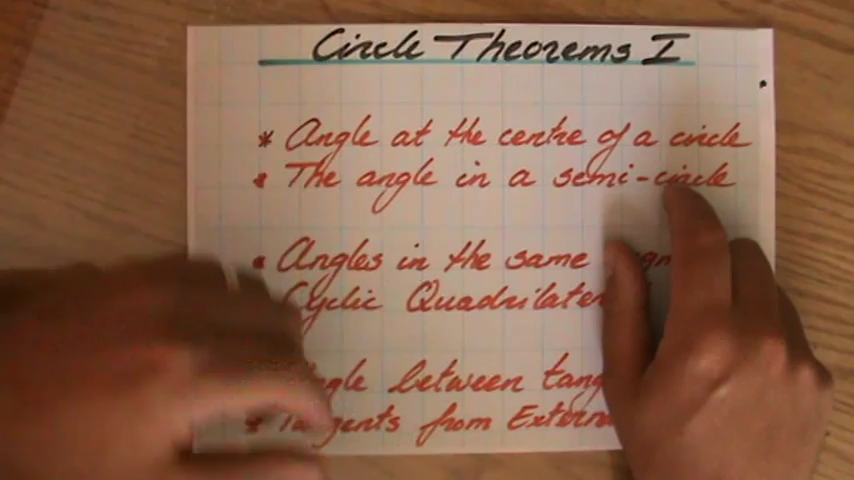 Circle Theorems I
* Angle at the centre of a circle
* The angle in a semi-circle
* Angles in the same
Cyclic Quadrilater
between tang
* Tangents from Extern